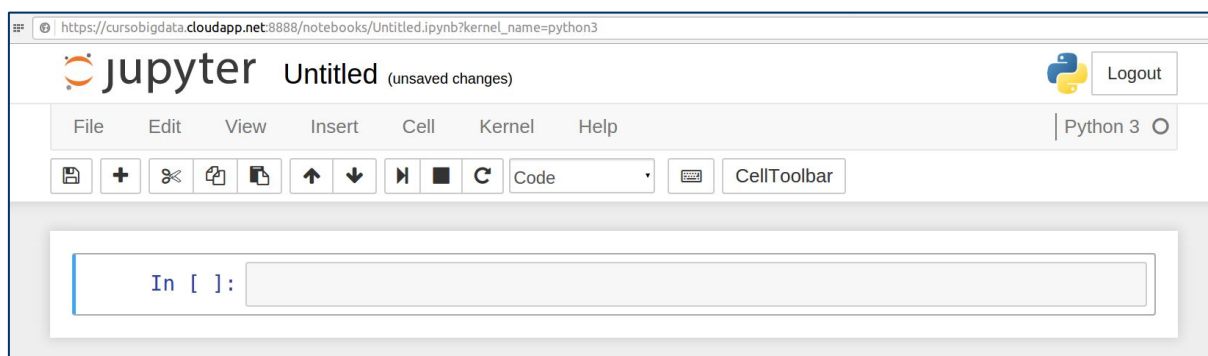 https://cursobigdata.cloudapp.net:8888/notebooks/Untitled.ipynb?kernel_name=python3
jupyter Untitled (unsaved changes) Logout
File Edit View Insert Cell Kernel Help Python 3
Code CellToolbar
In [ ]: